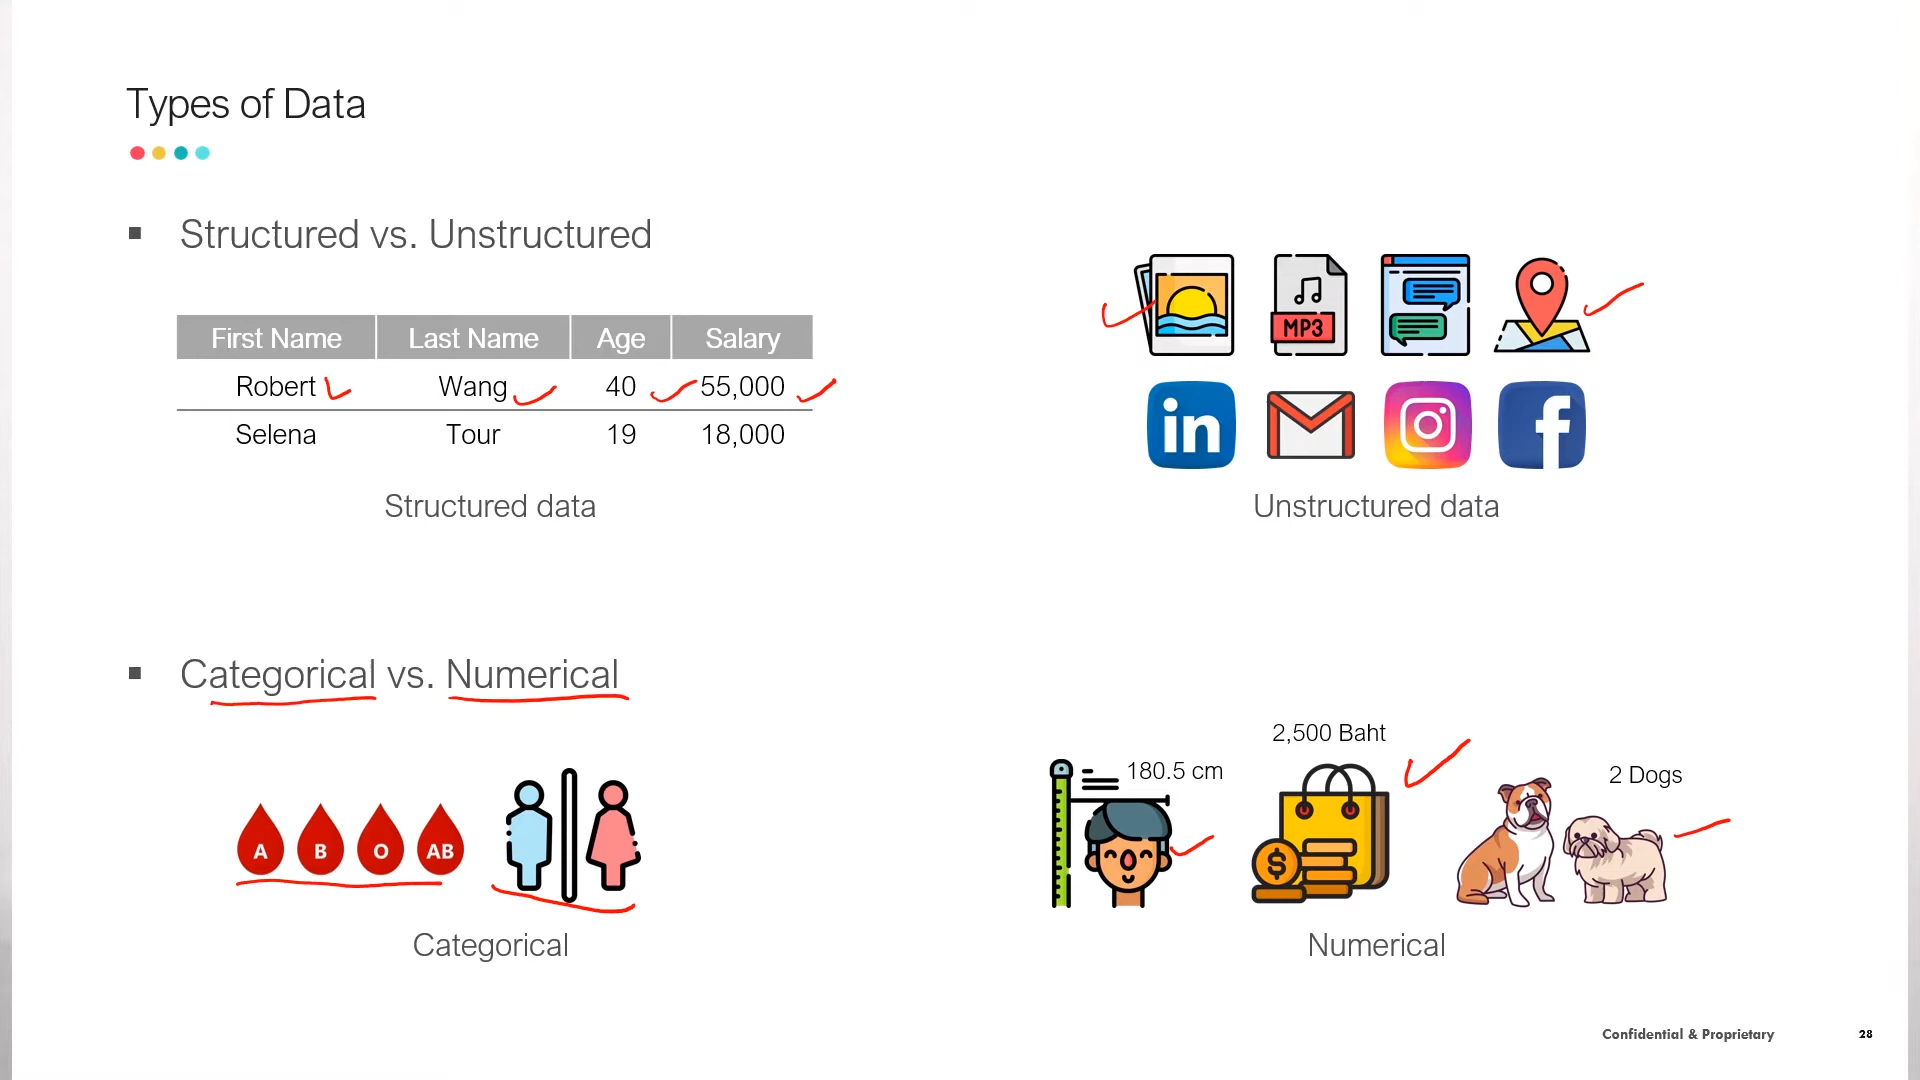 Types of Data
Structured vs. Unstructured
First Name Last Name Age Salary
Robert Wang 40 55,000
Selena Tour 19 18,000
Structured data
MP3
in
f
Unstructured data
Categorical vs. Numerical
A B O AB
Categorical
180.5 cm
2,500 Baht
$
2 Dogs
Numerical
Confidential & Proprietary 28